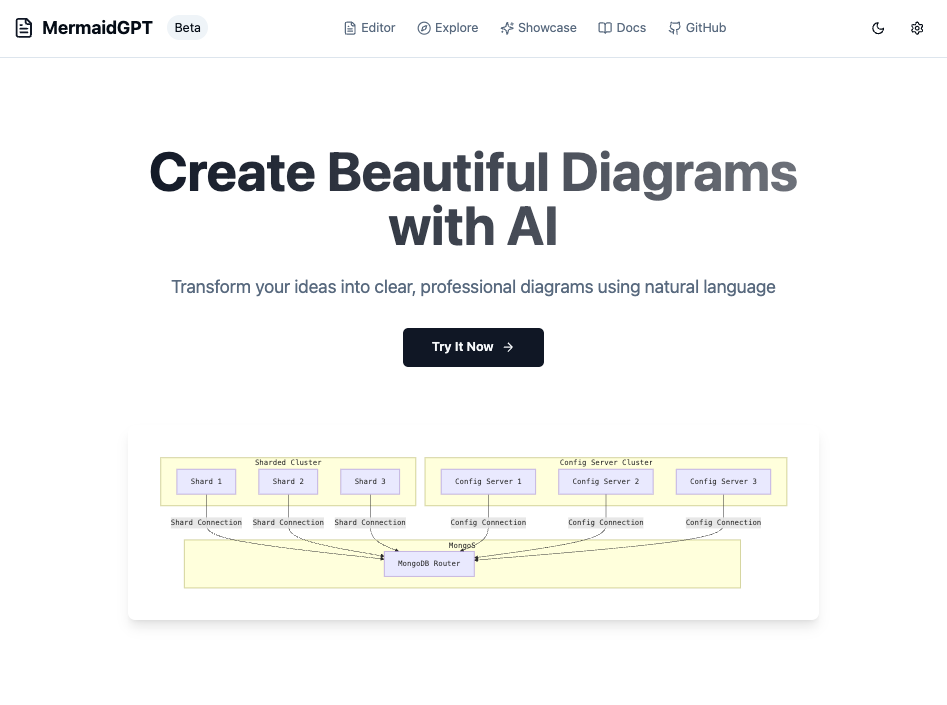 MermaidGPT Beta Editor Explore Showcase Docs GitHub
Create Beautiful Diagrams
with AI
Transform your ideas into clear, professional diagrams using natural language
Try It Now
Sharded Cluster Config Server Cluster
Shard 1 Shard 2 Shard 3 Config Server 1 Config Server 2 Config Server 3
Shard Connection Shard Connection Shard Connection Config Connection Config Connection Config Connection
MongoS
MongoDB Router